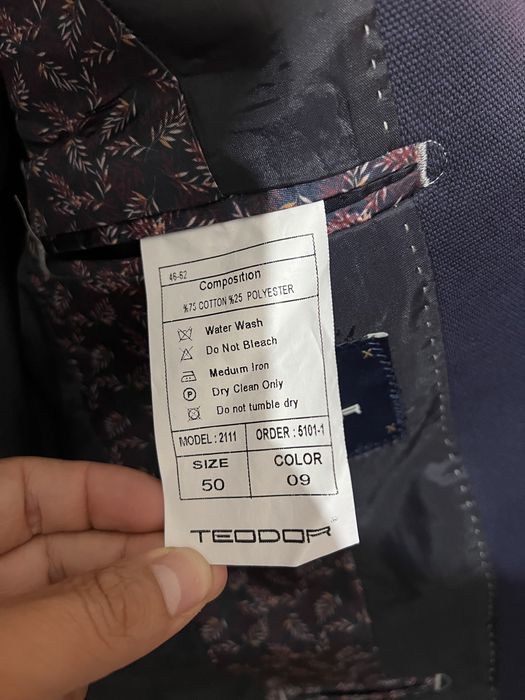 46-62
Composition
%75 COTTON %25 POLYESTER
Water Wash
Do Not Bleach
Medium Iron
P Dry Clean Only
Do not tumble dry
MODEL : 2111 ORDER : 5101-1
SIZE COLOR
50 09
TEODOR